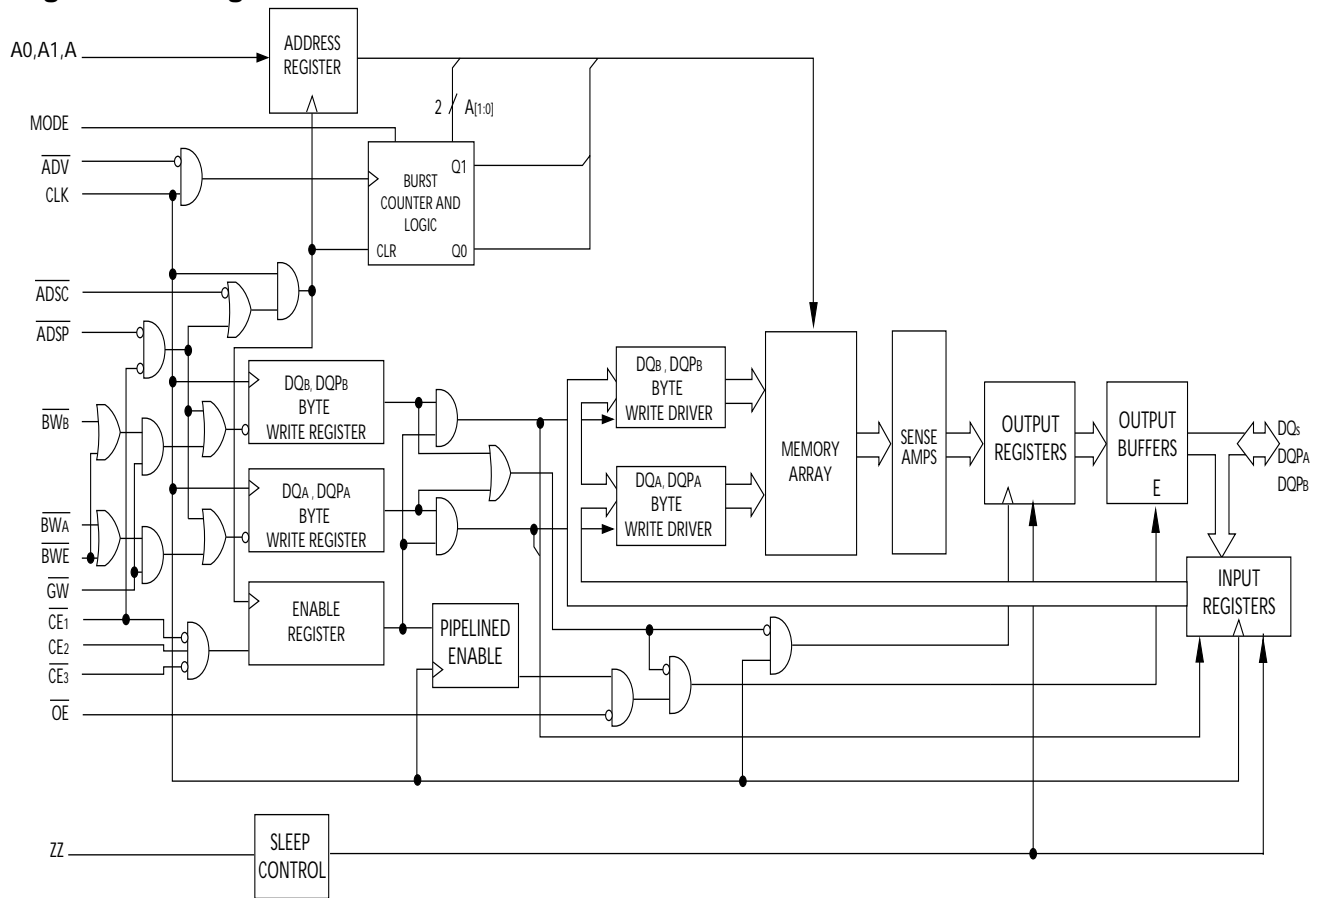 ADDRESS
REGISTER
A0,A1,A
2
A[1:0]
MODE
ADV
CLK
BURST
COUNTER AND
LOGIC
Q1
CLR
Q0
ADSC
ADSP
DQB, DQPB
BYTE
WRITE REGISTER
DQB, DQPB
BYTE
WRITE DRIVER
BWB
MEMORY
ARRAY
SENSE
AMPS
OUTPUT
REGISTERS
OUTPUT
BUFFERS
E
DQs
DQPA
DQPB
DQA, DQPA
BYTE
WRITE REGISTER
DQA, DQPA
BYTE
WRITE DRIVER
BWA
BWE
GW
CE1
CE2
CE3
ENABLE
REGISTER
PIPELINED
ENABLE
INPUT
REGISTERS
OE
ZZ
SLEEP
CONTROL